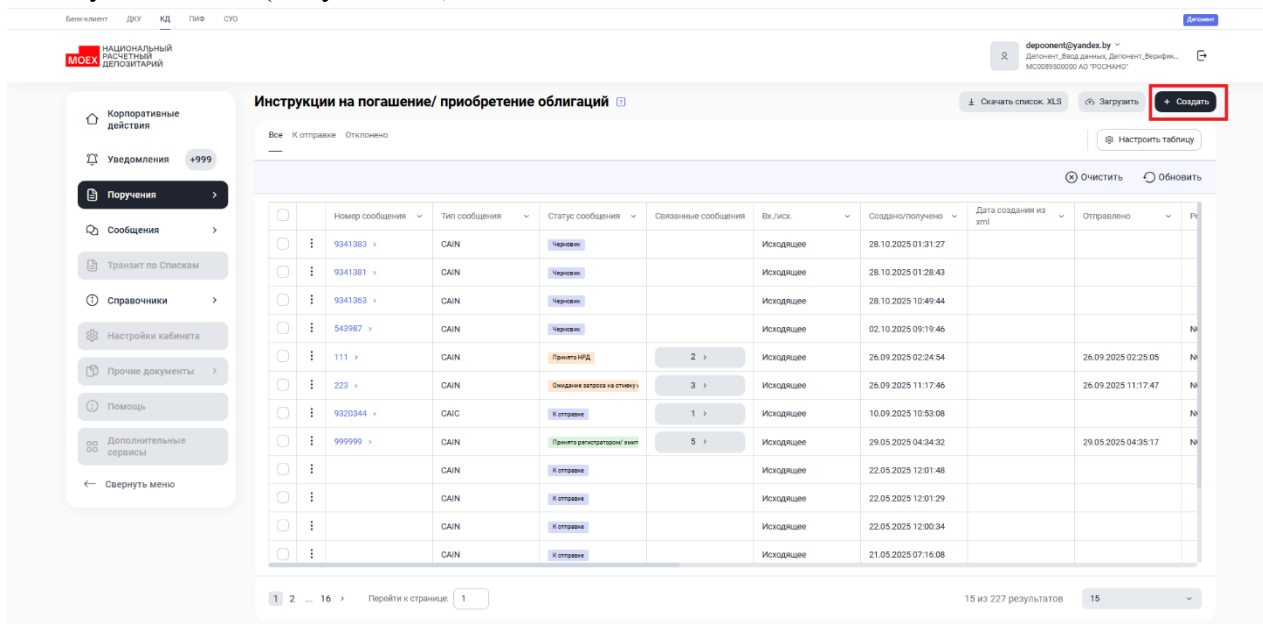 Банк-клиент ДКУ КД ПИФ СУО
Депонент
MOEX НАЦИОНАЛЬНЫЙ
РАСЧЕТНЫЙ
ДЕПОЗИТАРИЙ
depoonent@yandex.by
Депонент_Ввод данных, Депонент_Верифик...
MC0089500000 АО "РОСНАНО"
Корпоративные
действия
Уведомления +999
Поручения
Сообщения
Транзит по Спискам
Справочники
Настройки кабинета
Прочие документы
Помощь
Дополнительные
сервисы
Свернуть меню
Инструкции на погашение/ приобретение облигаций
Скачать список. XLS Загрузить + Создать
Все К отправке Отклонено
Настроить таблицу
Очистить Обновить
Номер сообщения Тип сообщения Статус сообщения Связанные сообщения Вх./исх. Создано/получено Дата создания из xml Отправлено
9341383 CAIN Черновик Исходящее 28.10.2025 01:31:27
9341381 CAIN Черновик Исходящее 28.10.2025 01:28:43
9341363 CAIN Черновик Исходящее 28.10.2025 10:49:44
543987 CAIN Черновик Исходящее 02.10.2025 09:19:46
111 CAIN Принято НРД 2 Исходящее 26.09.2025 02:24:54 26.09.2025 02:25:05
223 CAIN Ожидание запроса на отмену 3 Исходящее 26.09.2025 11:17:46 26.09.2025 11:17:47
9320344 CAIC К отправке 1 Исходящее 10.09.2025 10:53:08
999999 CAIN Принято регистратором/ эмит 5 Исходящее 29.05.2025 04:34:32 29.05.2025 04:35:17
CAIN К отправке Исходящее 22.05.2025 12:01:48
CAIN К отправке Исходящее 22.05.2025 12:01:29
CAIN К отправке Исходящее 22.05.2025 12:00:34
CAIN К отправке Исходящее 21.05.2025 07:16:08
1 2 ... 16 Перейти к странице: 1
15 из 227 результатов 15